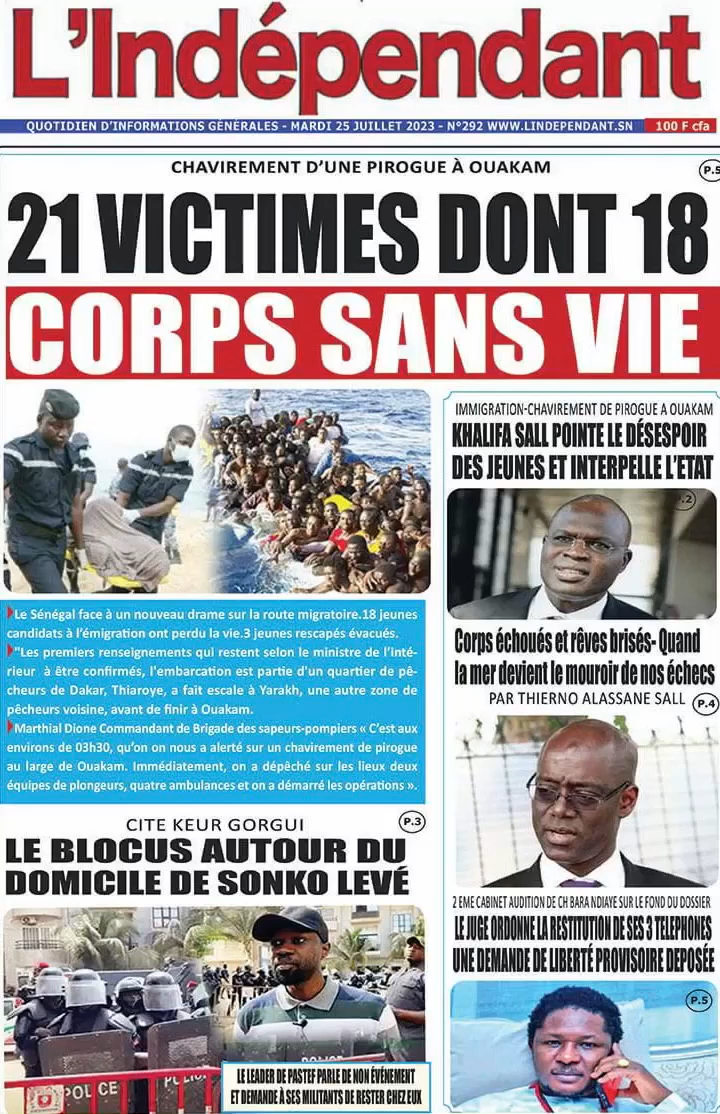 L'Indépendant
QUOTIDIEN D'INFORMATIONS GÉNÉRALES - MARDI 25 JUILLET 2023 - N°292 WWW.LINDEPENDANT.SN
100 F cfa
CHAVIREMENT D'UNE PIROGUE À OUAKAM
P.5
21 VICTIMES DONT 18
CORPS SANS VIE
Le Sénégal face à un nouveau drame sur la route migratoire.18 jeunes
candidats à l'émigration ont perdu la vie.3 jeunes rescapés évacués.
"Les premiers renseignements qui restent selon le ministre de l'Inté-
rieur à être confirmés, l'embarcation est partie d'un quartier de pê-
cheurs de Dakar, Thiaroye, a fait escale à Yarakh, une autre zone de
pêcheurs voisine, avant de finir à Ouakam.
Marthial Dione Commandant de Brigade des sapeurs-pompiers « C'est aux
environs de 03h30, qu'on on nous a alerté sur un chavirement de pirogue
au large de Ouakam. Immédiatement, on a dépêché sur les lieux deux
équipes de plongeurs, quatre ambulances et on a démarré les opérations ».
CITE KEUR GORGUI
P.3
LE BLOCUS AUTOUR DU
DOMICILE DE SONKO LEVÉ
POLICE
POLICE
POLICE
LE LEADER DE PASTEF PARLE DE NON ÉVÉNEMENT
ET DEMANDE À SES MILITANTS DE RESTER CHEZ EUX
IMMIGRATION-CHAVIREMENT DE PIROGUE A OUAKAM
KHALIFA SALL POINTE LE DÉSESPOIR
DES JEUNES ET INTERPELLE L'ETAT
P.2
Corps échoués et rêves brisés- Quand
la mer devient le mouroir de nos échecs
PAR THIERNO ALASSANE SALL
P.4
2 EME CABINET AUDITION DE CH BARA NDIAYE SUR LE FOND DU DOSSIER
LE JUGE ORDONNE LA RESTITUTION DE SES 3 TELEPHONES
UNE DEMANDE DE LIBERTÉ PROVISOIRE DEPOSÉE
P.5